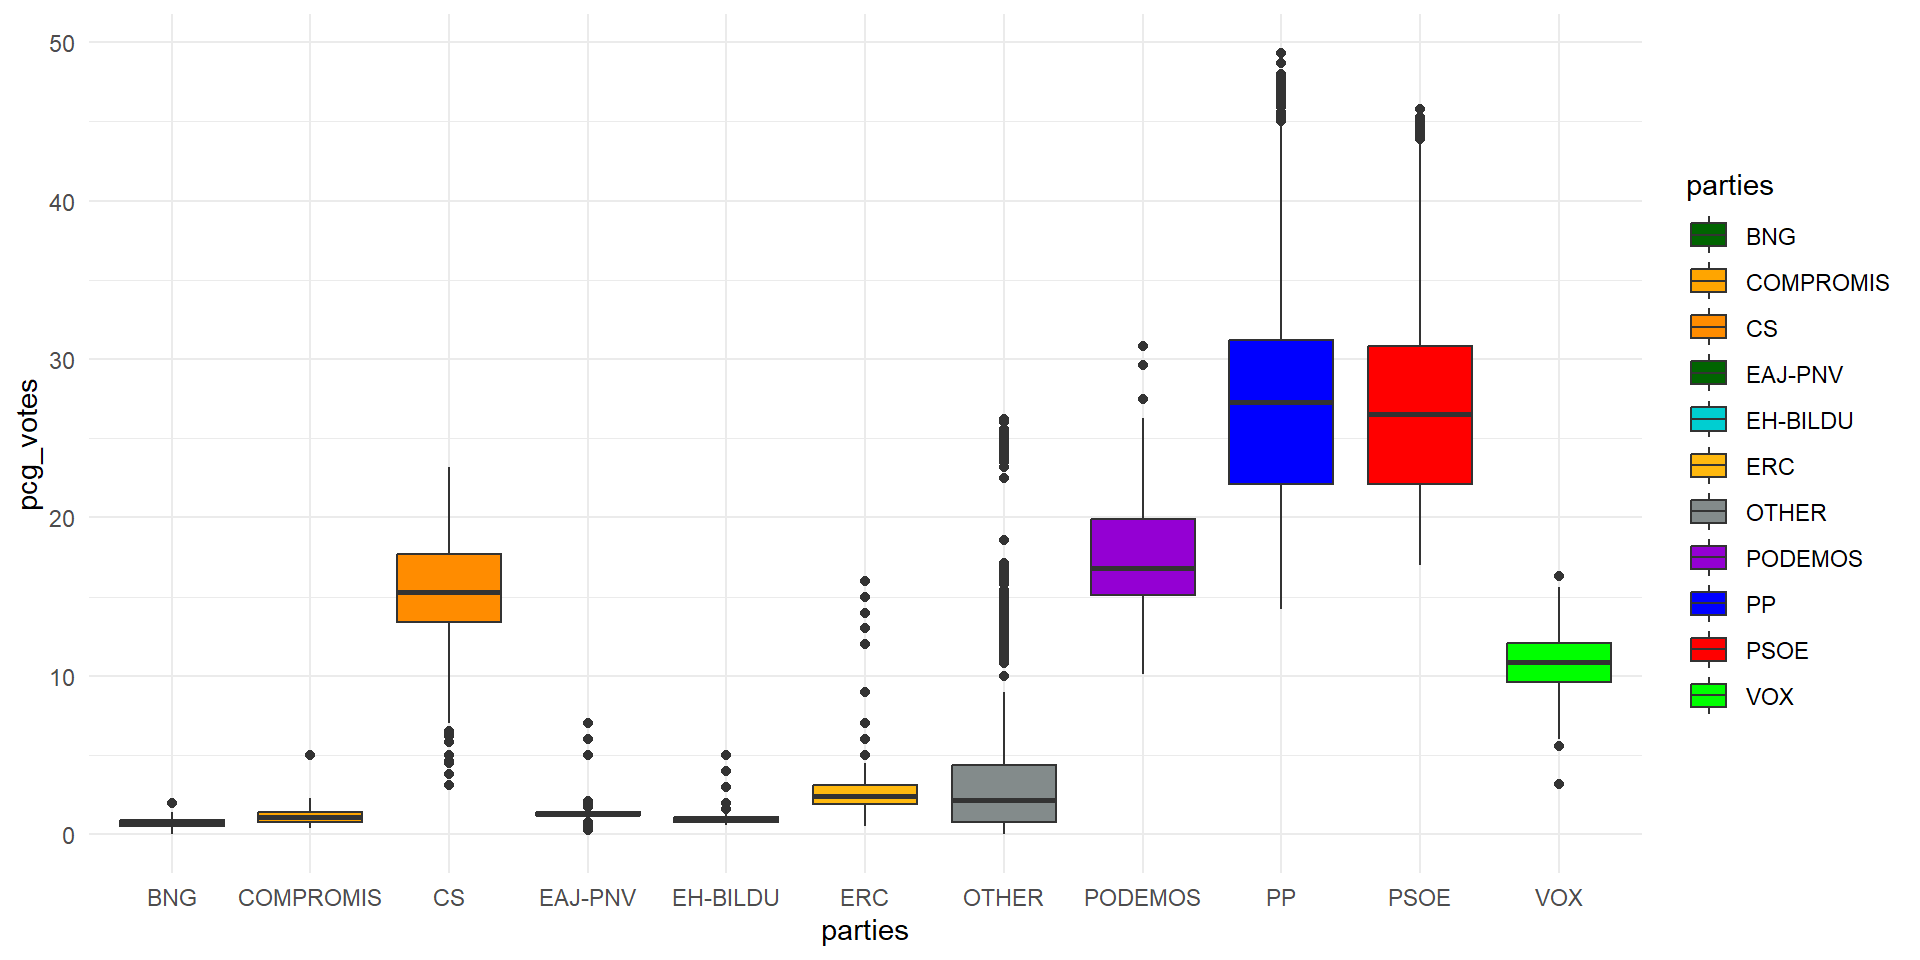 50
40
30
20
10
0
pcg_votes
BNG
COMPROMIS
CS
EAJ-PNV
EH-BILDU
ERC
OTHER
PODEMOS
PP
PSOE
VOX
parties
parties
BNG
COMPROMIS
CS
EAJ-PNV
EH-BILDU
ERC
OTHER
PODEMOS
PP
PSOE
VOX